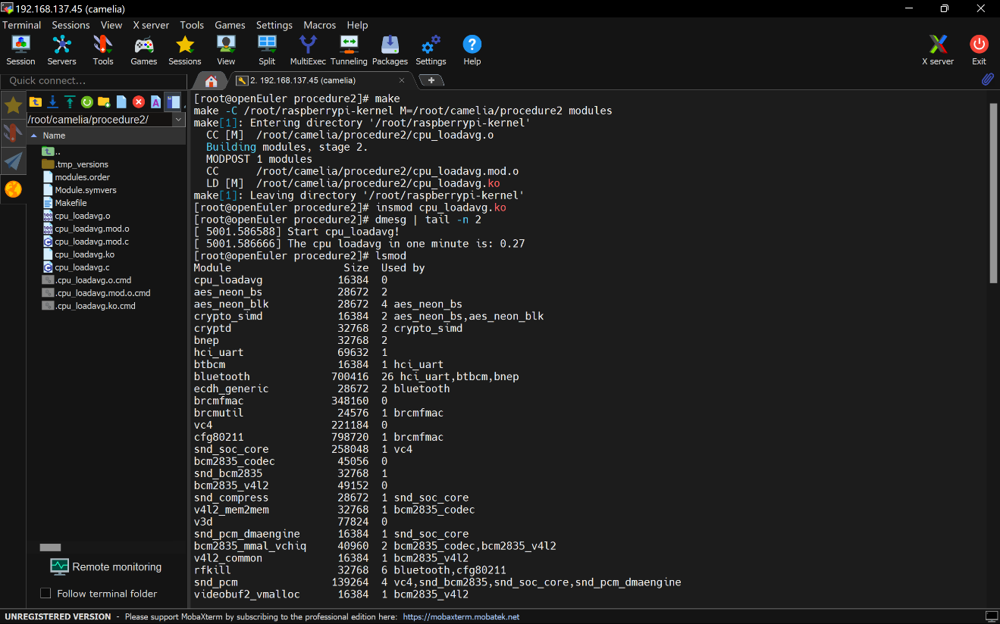 192.168.137.45 (camelia)
Terminal Sessions View X server Tools Games Settings Macros Help
Session Servers Tools Games Sessions View Split MultiExec Tunneling Packages Settings Help X server Exit
Quick connect...
2. 192.168.137.45 (camelia)
/root/camelia/procedure2/
Name
..
.tmp_versions
modules.order
Module.symvers
Makefile
cpu_loadavg.o
cpu_loadavg.mod.o
cpu_loadavg.mod.c
cpu_loadavg.ko
cpu_loadavg.c
.cpu_loadavg.o.cmd
.cpu_loadavg.mod.o.cmd
.cpu_loadavg.ko.cmd
Remote monitoring
Follow terminal folder
[root@openEuler procedure2]# make
make -C /root/raspberrypi-kernel M=/root/camelia/procedure2 modules
make[1]: Entering directory '/root/raspberrypi-kernel'
CC [M] /root/camelia/procedure2/cpu_loadavg.o
Building modules, stage 2.
MODPOST 1 modules
CC /root/camelia/procedure2/cpu_loadavg.mod.o
LD [M] /root/camelia/procedure2/cpu_loadavg.ko
make[1]: Leaving directory '/root/raspberrypi-kernel'
[root@openEuler procedure2]# insmod cpu_loadavg.ko
[root@openEuler procedure2]# dmesg | tail -n 2
[ 5001.586588] Start cpu_loadavg!
[ 5001.586666] The cpu loadavg in one minute is: 0.27
[root@openEuler procedure2]# lsmod
Module Size Used by
cpu_loadavg 16384 0
aes_neon_bs 28672 2
aes_neon_blk 28672 4 aes_neon_bs
crypto_simd 16384 2 aes_neon_bs,aes_neon_blk
cryptd 32768 2 crypto_simd
bnep 32768 2
hci_uart 69632 1
btbcm 16384 1 hci_uart
bluetooth 700416 26 hci_uart,btbcm,bnep
ecdh_generic 28672 2 bluetooth
brcmfmac 348160 0
brcmutil 24576 1 brcmfmac
vc4 221184 0
cfg80211 798720 1 brcmfmac
snd_soc_core 258048 1 vc4
bcm2835_codec 45056 0
snd_bcm2835 32768 1
bcm2835_v4l2 49152 0
snd_compress 28672 1 snd_soc_core
v4l2_mem2mem 32768 1 bcm2835_codec
v3d 77824 0
snd_pcm_dmaengine 16384 1 snd_soc_core
bcm2835_mmal_vchiq 40960 2 bcm2835_codec,bcm2835_v4l2
v4l2_common 16384 1 bcm2835_v4l2
rfkill 32768 6 bluetooth,cfg80211
snd_pcm 139264 4 vc4,snd_bcm2835,snd_soc_core,snd_pcm_dmaengine
videobuf2_vmalloc 16384 1 bcm2835_v4l2
UNREGISTERED VERSION - Please support MobaXterm by subscribing to the professional edition here: https://mobaxterm.mobatek.net